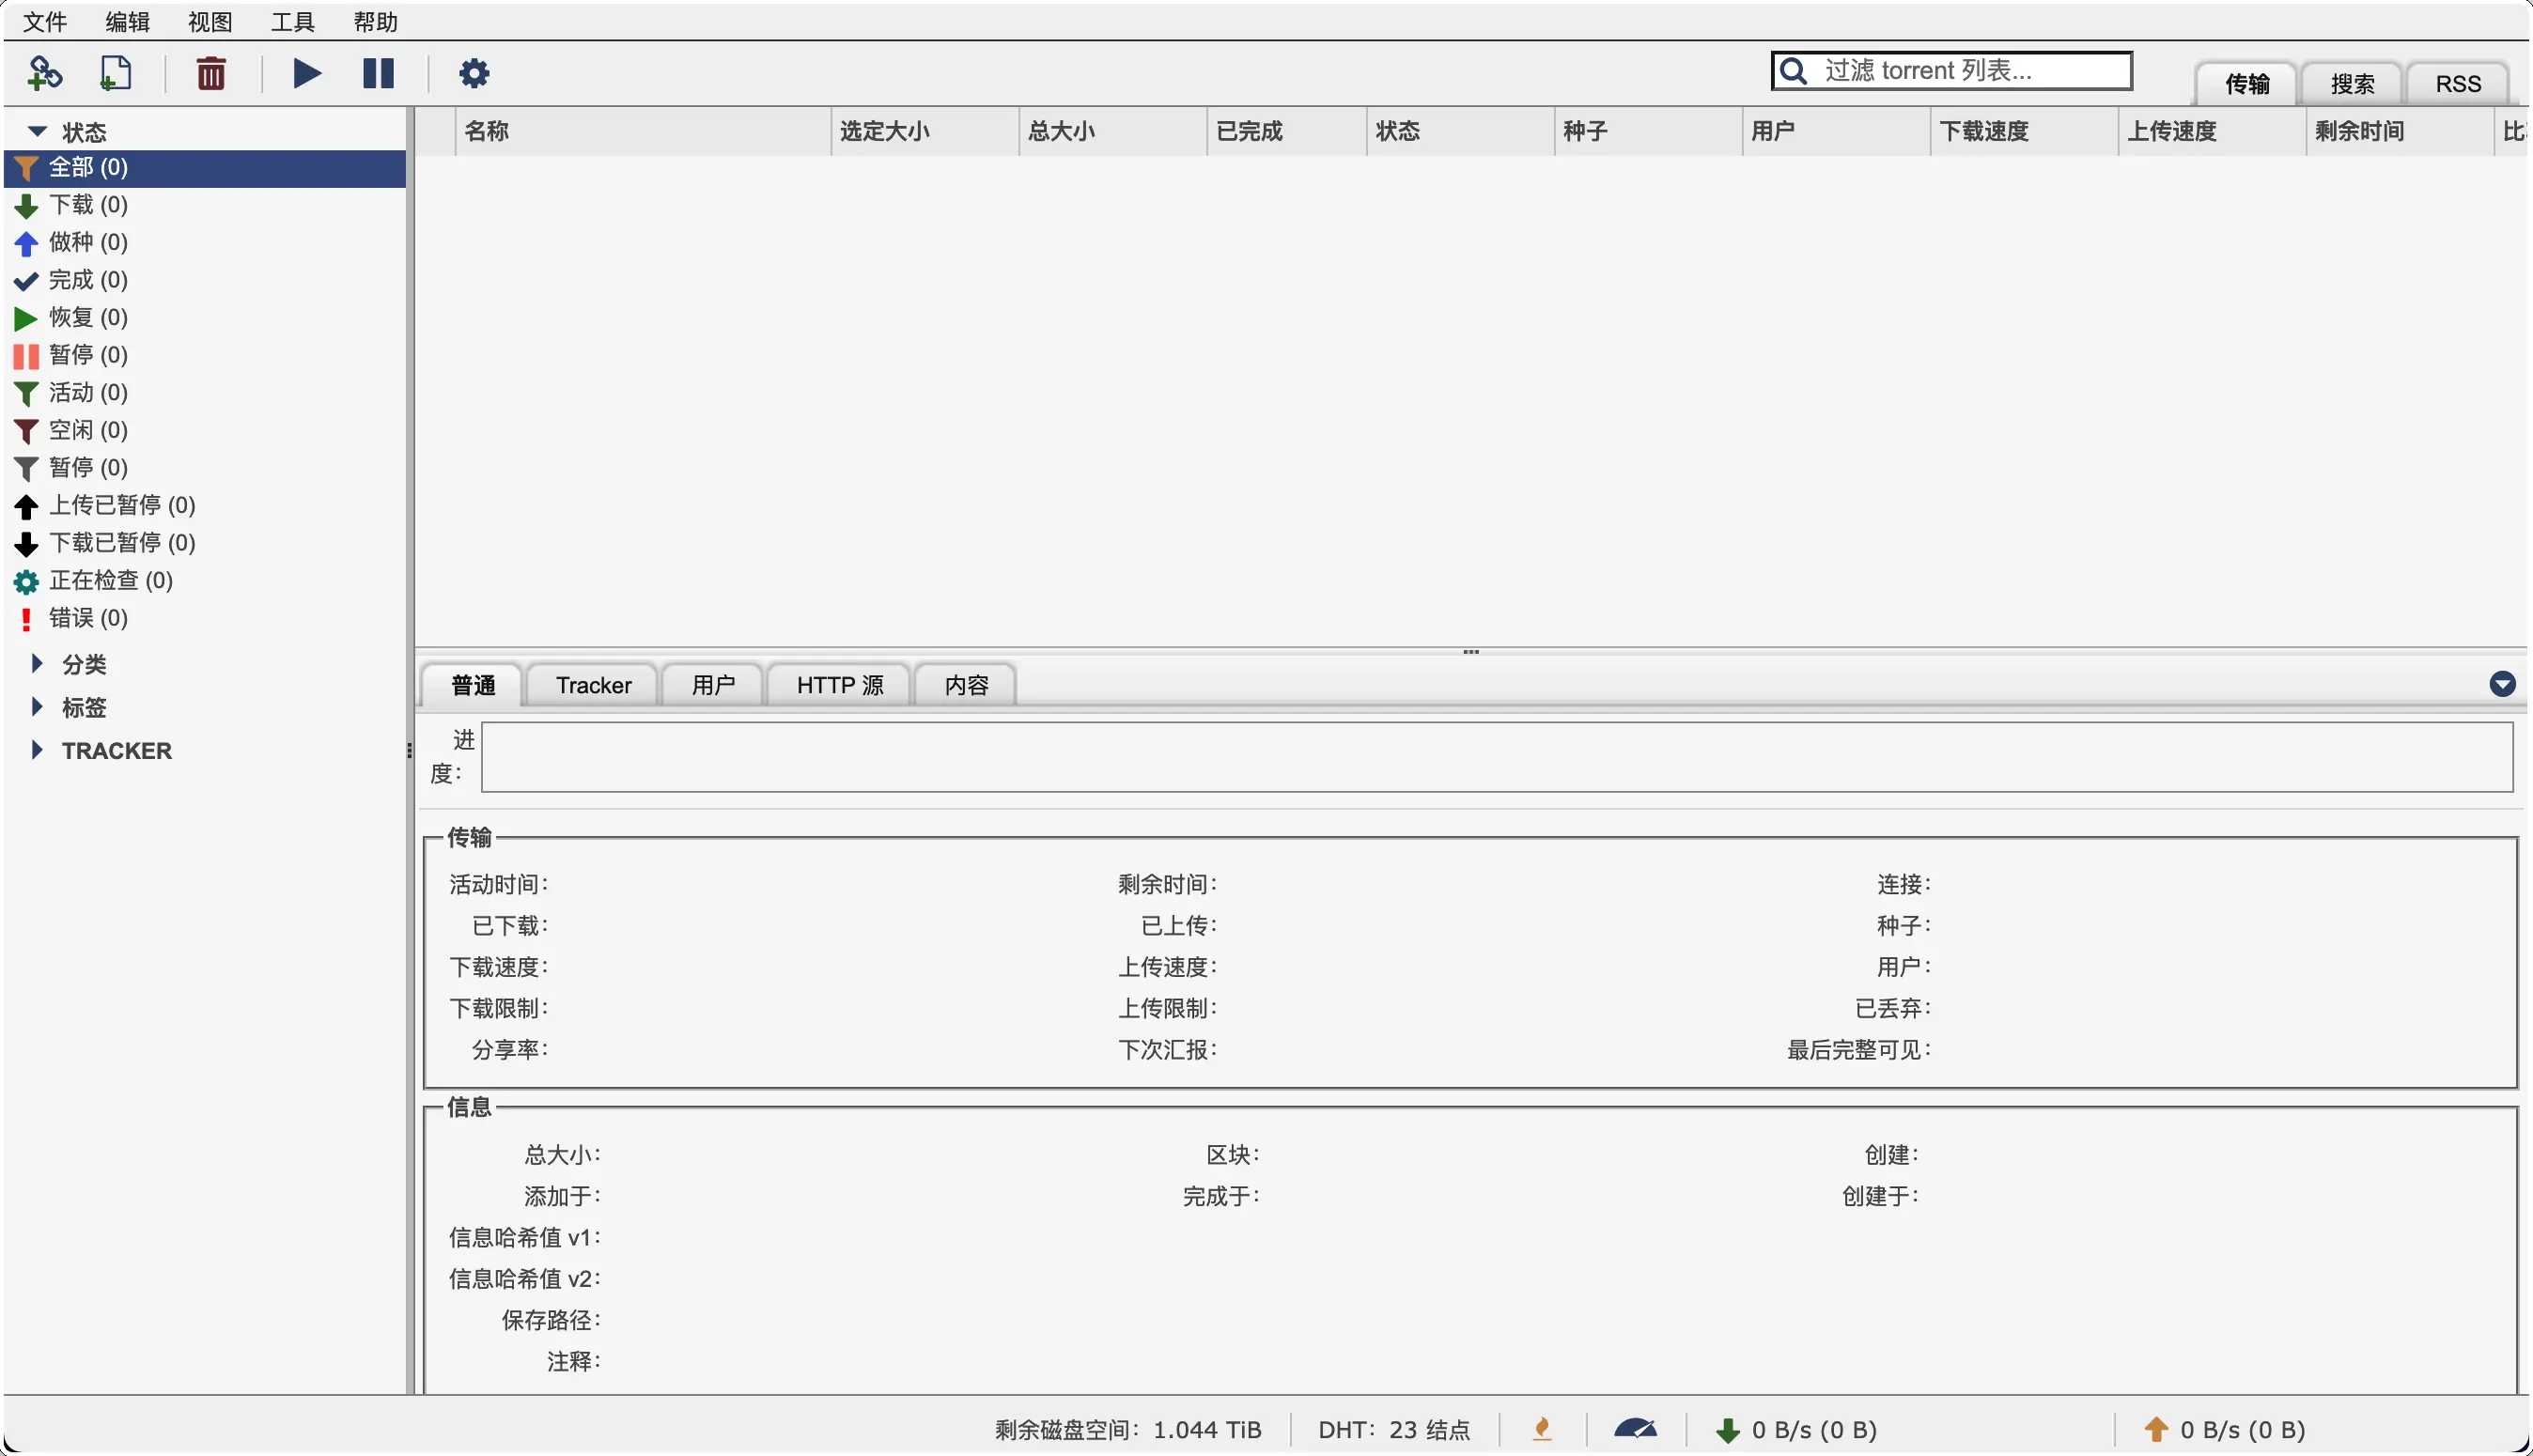 文件 编辑 视图 工具 帮助
过滤 torrent 列表... 传输 搜索 RSS
状态
全部 (0)
下载 (0)
做种 (0)
完成 (0)
恢复 (0)
暂停 (0)
活动 (0)
空闲 (0)
暂停 (0)
上传已暂停 (0)
下载已暂停 (0)
正在检查 (0)
错误 (0)
分类
标签
TRACKER
名称 选定大小 总大小 已完成 状态 种子 用户 下载速度 上传速度 剩余时间 比
普通 Tracker 用户 HTTP 源 内容
进
度：
传输
活动时间： 剩余时间： 连接：
已下载： 已上传： 种子：
下载速度： 上传速度： 用户：
下载限制： 上传限制： 已丢弃：
分享率： 下次汇报： 最后完整可见：
信息
总大小： 区块： 创建：
添加于： 完成于： 创建于：
信息哈希值 v1：
信息哈希值 v2：
保存路径：
注释：
剩余磁盘空间：1.044 TiB DHT：23 结点 0 B/s (0 B) 0 B/s (0 B)